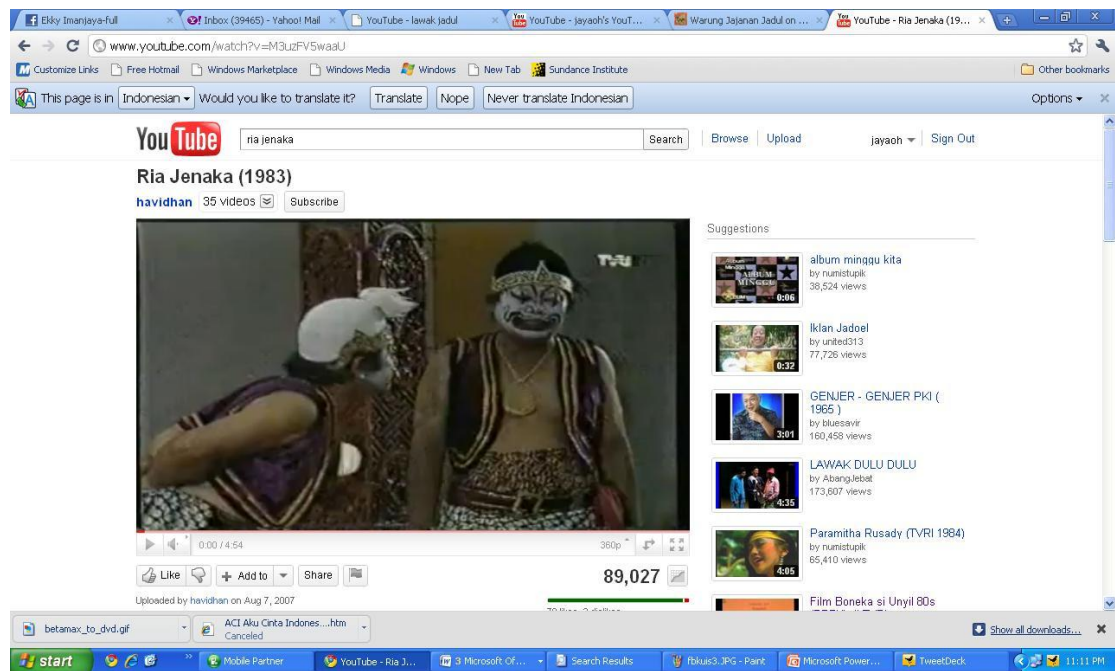 Ekky Imanjaya-full
Inbox (39465) - Yahoo! Mail
YouTube - lawak jadul
YouTube - jayaoh's YouT...
Warung Jajanan Jadul on ...
YouTube - Ria Jenaka (19...
www.youtube.com/watch?v=M3uzFV5waaU
Customize Links
Free Hotmail
Windows Marketplace
Windows Media
Windows
New Tab
Sundance Institute
Other bookmarks
This page is in Indonesian Would you like to translate it? Translate Nope Never translate Indonesian Options
YouTube
ria jenaka
Search
Browse
Upload
jayaoh
Sign Out
Ria Jenaka (1983)
havidhan 35 videos Subscribe
0:00 / 4:54
360p
Like
Add to
Share
89,027
Uploaded by havidhan on Aug 7, 2007
Suggestions
ALBUM
MINGGU
0:06
album minggu kita
by numistupik
38,524 views
0:32
Iklan Jadoel
by united313
77,726 views
3:01
GENJER - GENJER PKI (
1965 )
by bluesavir
160,458 views
4:35
LAWAK DULU DULU
by AbangJebat
173,607 views
4:05
Paramitha Rusady (TVRI 1984)
by numistupik
65,410 views
Film Boneka si Unyil 80s
betamax_to_dvd.gif
ACI Aku Cinta Indones....htm
Canceled
Show all downloads...
start
Mobile Partner
YouTube - Ria J...
3 Microsoft Of...
Search Results
fbkuis3.JPG - Paint
Microsoft Power...
TweetDeck
11:11 PM